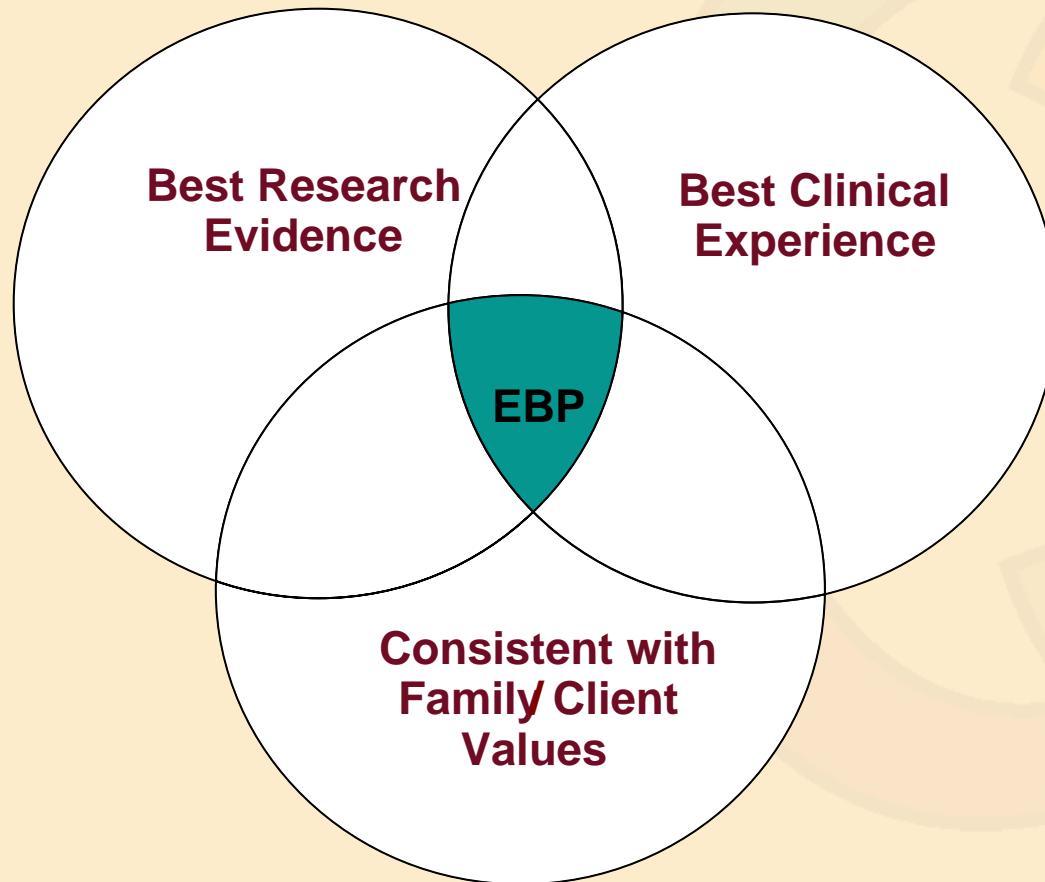 Best Research
Evidence
Best Clinical
Experience
EBP
Consistent with
Family/ Client
Values